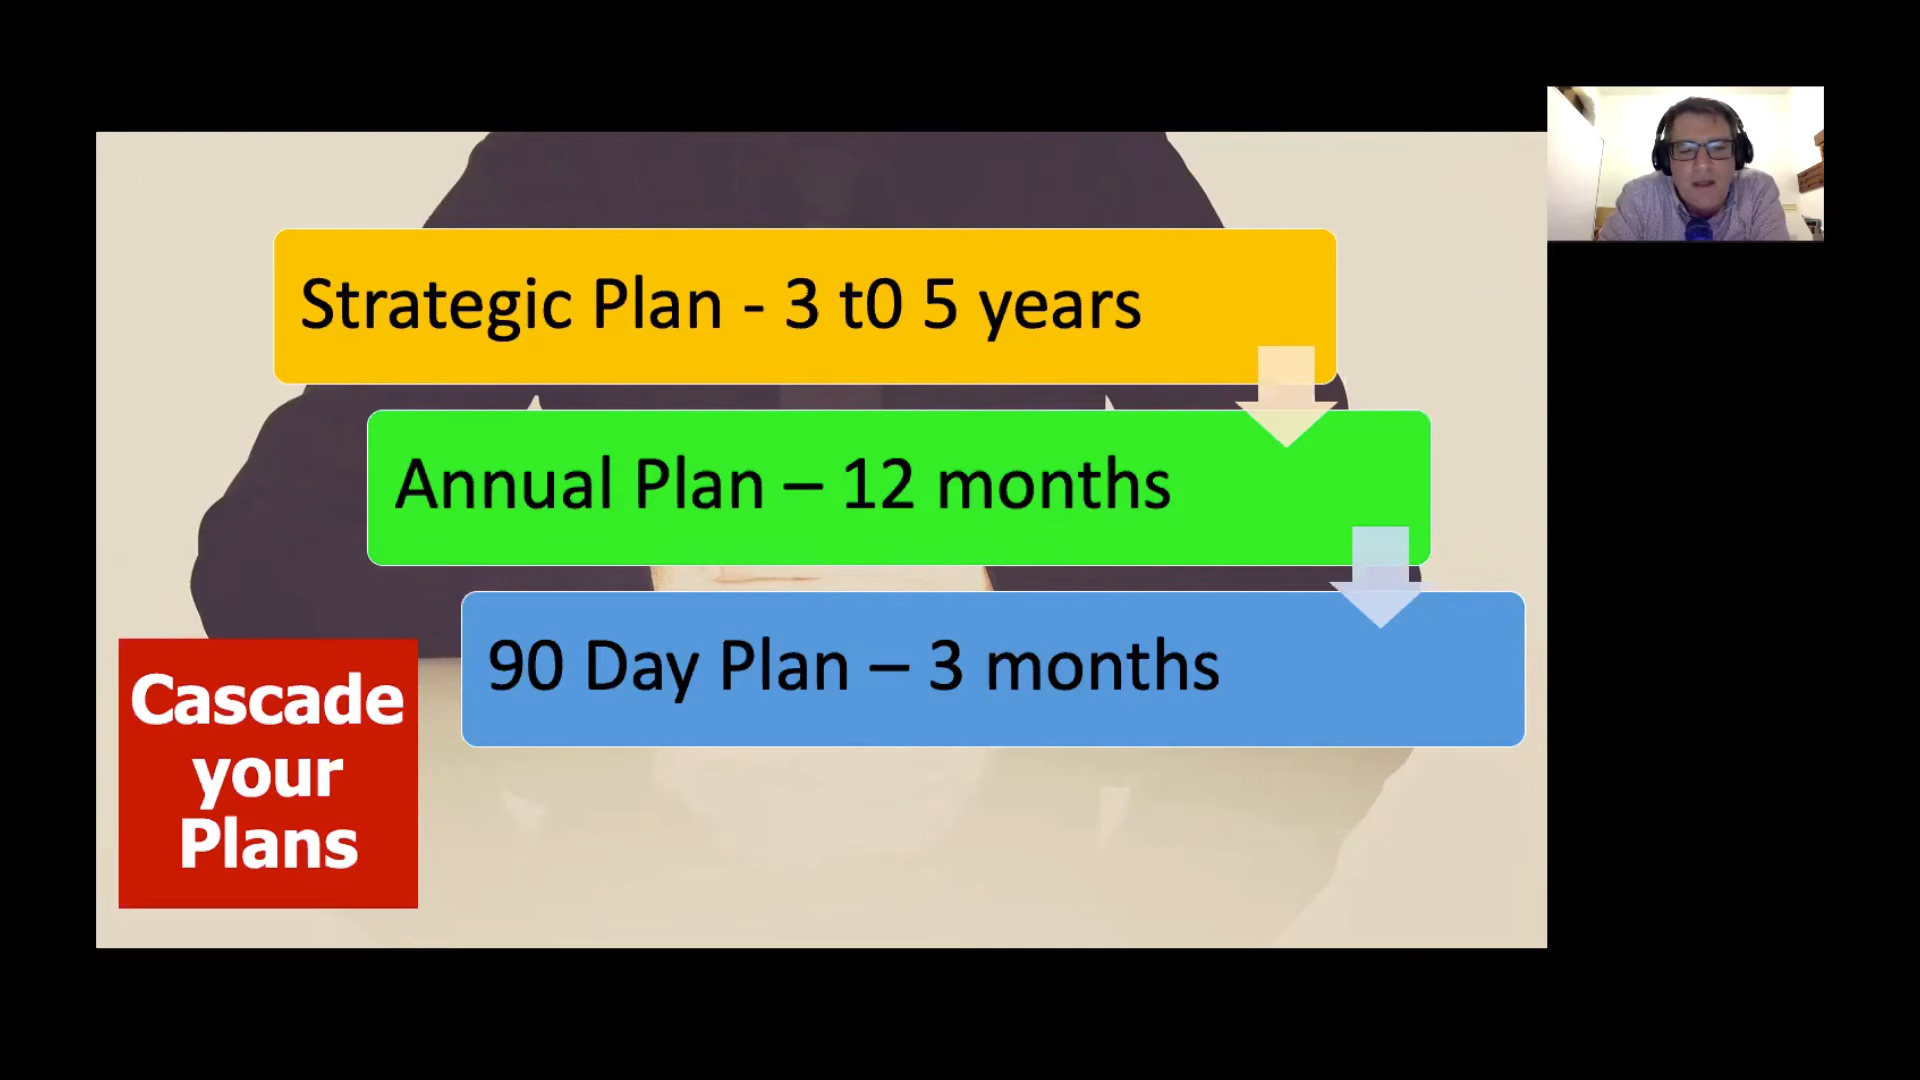 Strategic Plan - 3 t0 5 years
Annual Plan – 12 months
90 Day Plan – 3 months
Cascade
your
Plans